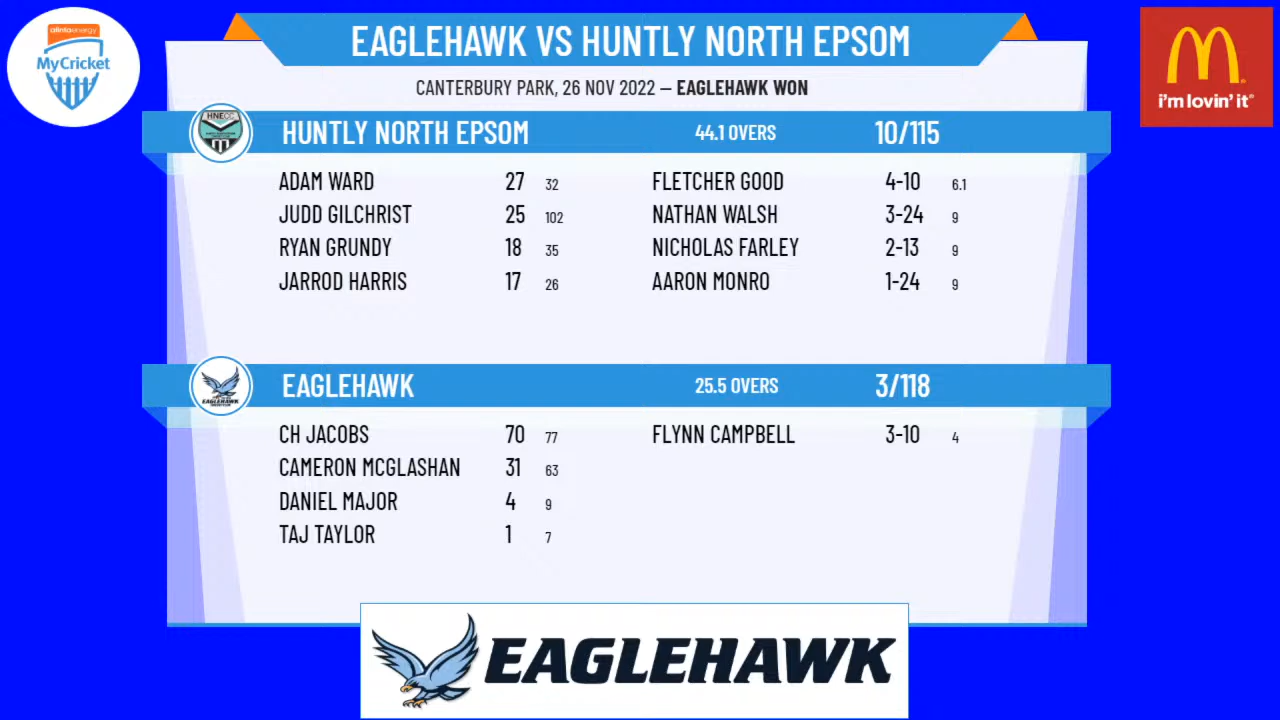 EAGLEHAWK VS HUNTLY NORTH EPSOM
alintaenergy
MyCricket
i'm lovin' it®
CANTERBURY PARK, 26 NOV 2022 – EAGLEHAWK WON
HNECC
HUNTLY NORTH EPSOM 44.1 OVERS 10/115
ADAM WARD 27 32 FLETCHER GOOD 4-10 6.1
JUDD GILCHRIST 25 102 NATHAN WALSH 3-24 9
RYAN GRUNDY 18 35 NICHOLAS FARLEY 2-13 9
JARROD HARRIS 17 26 AARON MONRO 1-24 9
EAGLEHAWK
EAGLEHAWK 25.5 OVERS 3/118
CH JACOBS 70 77 FLYNN CAMPBELL 3-10 4
CAMERON MCGLASHAN 31 63
DANIEL MAJOR 4 9
TAJ TAYLOR 1 7
EAGLEHAWK